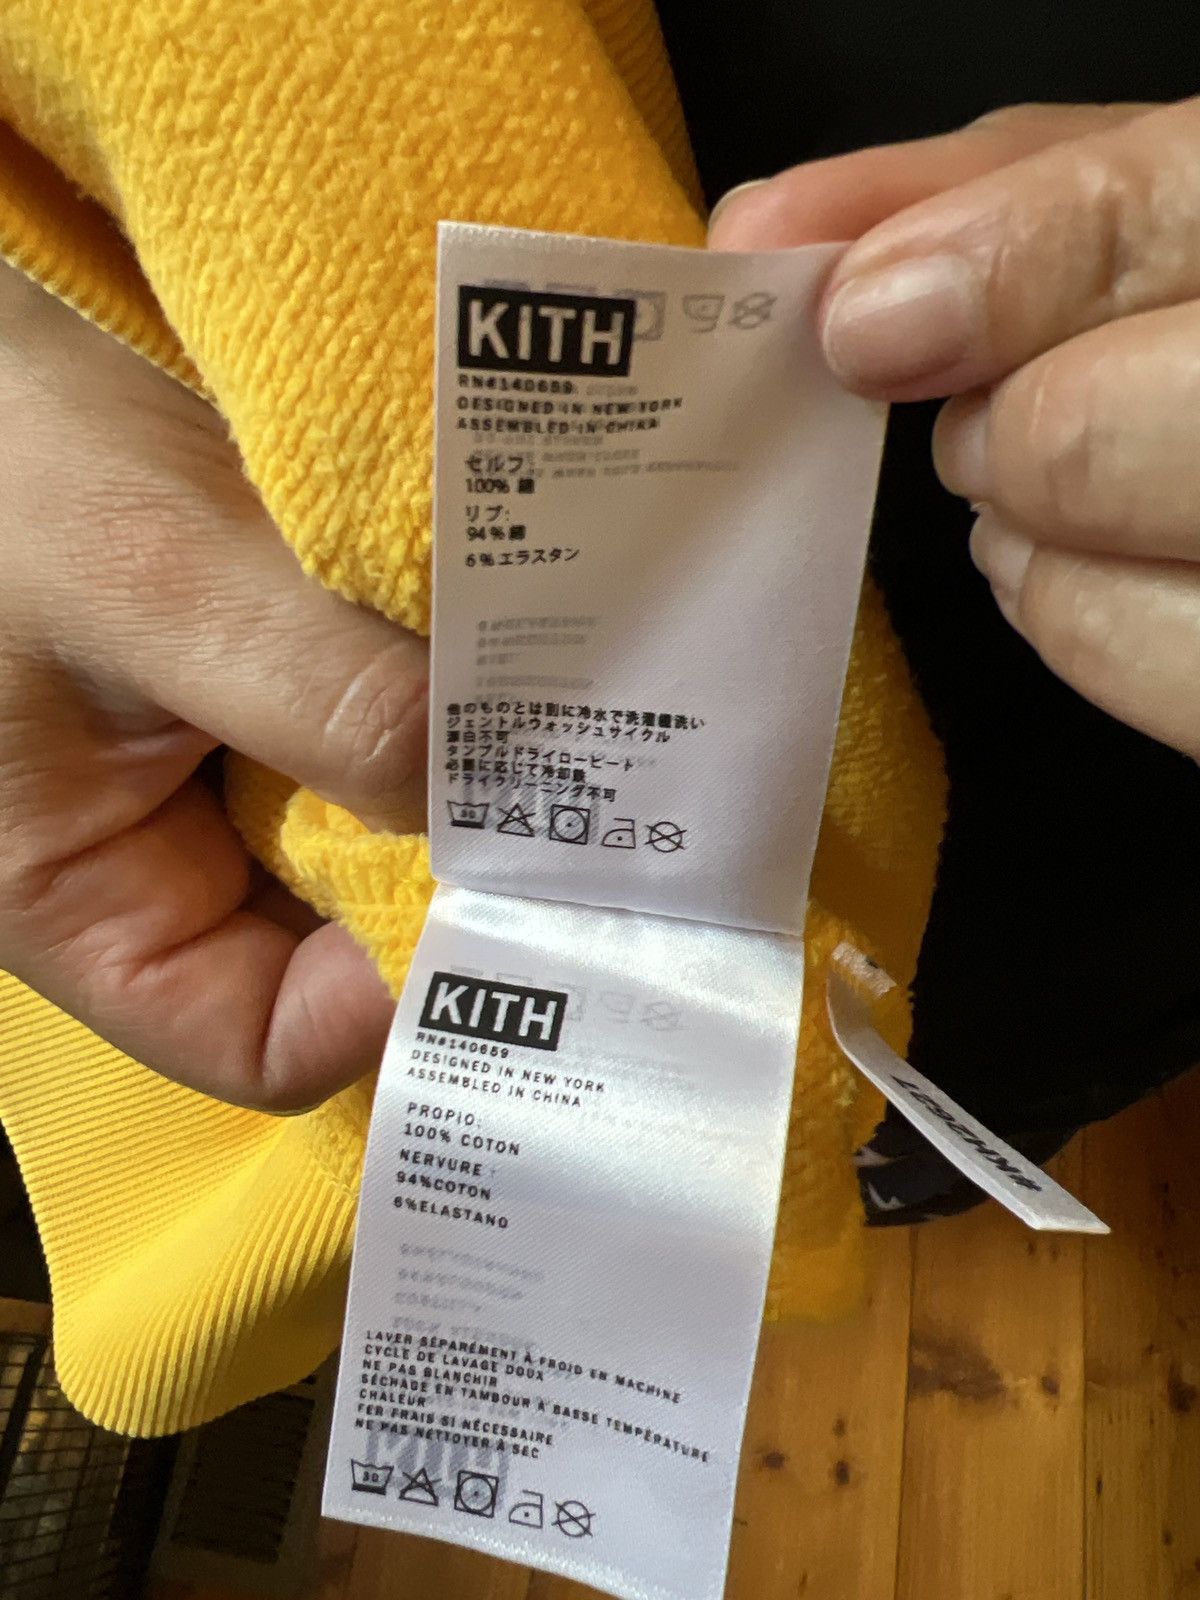 KITH
RN#140659
DESIGNED IN NEW YORK
ASSEMBLED IN CHINA
セルフ:
100% 綿
リブ:
94%綿
6%エラスタン
他のものとは別に冷水で洗濯機洗い
ジェントルウォッシュサイクル
漂白不可
タンブルドライローヒート
必要に応じて冷却鉄
ドライクリーニング不可
30
KITH
RN#140659
DESIGNED IN NEW YORK
ASSEMBLED IN CHINA
PROPIO:
100% COTON
NERVURE :
94%COTON
6%ELASTANO
LAVER SÉPARÉMENT À FROID EN MACHINE
CYCLE DE LAVAGE DOUX
NE PAS BLANCHIR
SÉCHAGE EN TAMBOUR À BASSE TEMPÉRATURE
CHALEUR
FER FRAIS SI NÉCESSAIRE
NE PAS NETTOYER À SEC
30